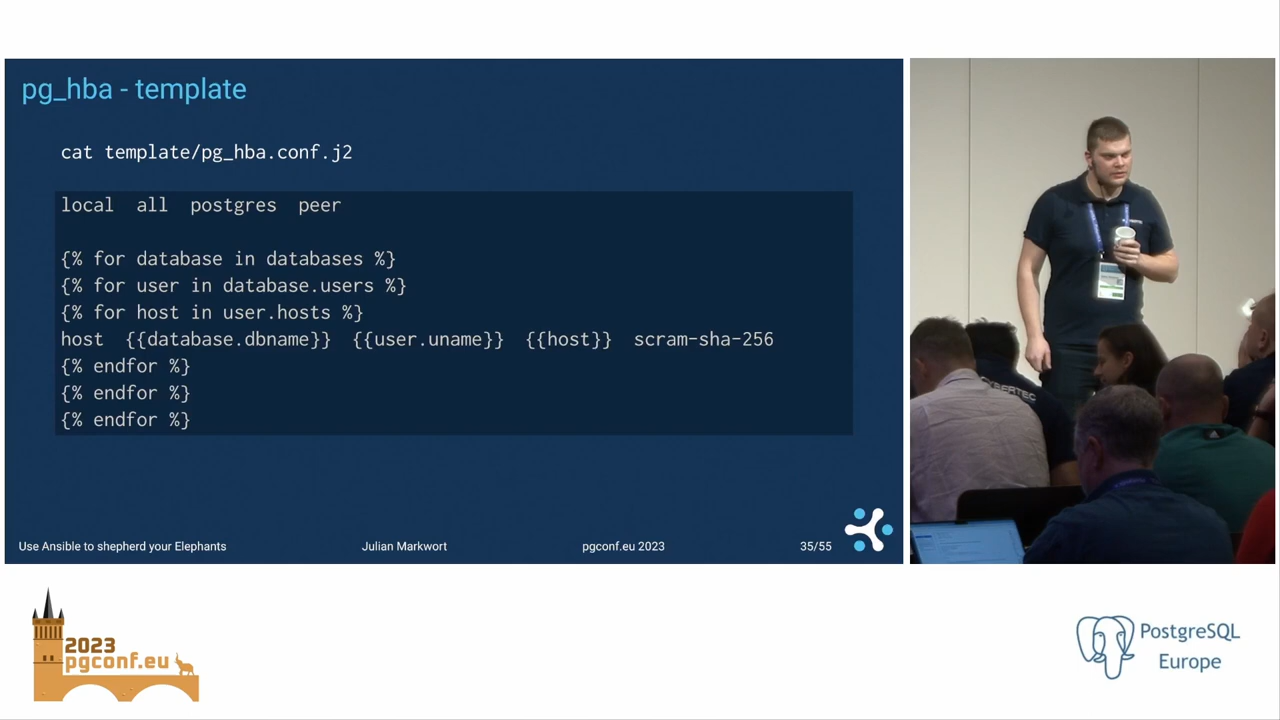 pg_hba - template
cat template/pg_hba.conf.j2
local  all  postgres  peer
{% for database in databases %}
{% for user in database.users %}
{% for host in user.hosts %}
host  {{database.dbname}}  {{user.uname}}  {{host}}  scram-sha-256
{% endfor %}
{% endfor %}
{% endfor %}
Use Ansible to shepherd your Elephants
Julian Markwort
pgconf.eu 2023
35/55
CYBERTEC
2023
pgconf.eu
PostgreSQL
Europe